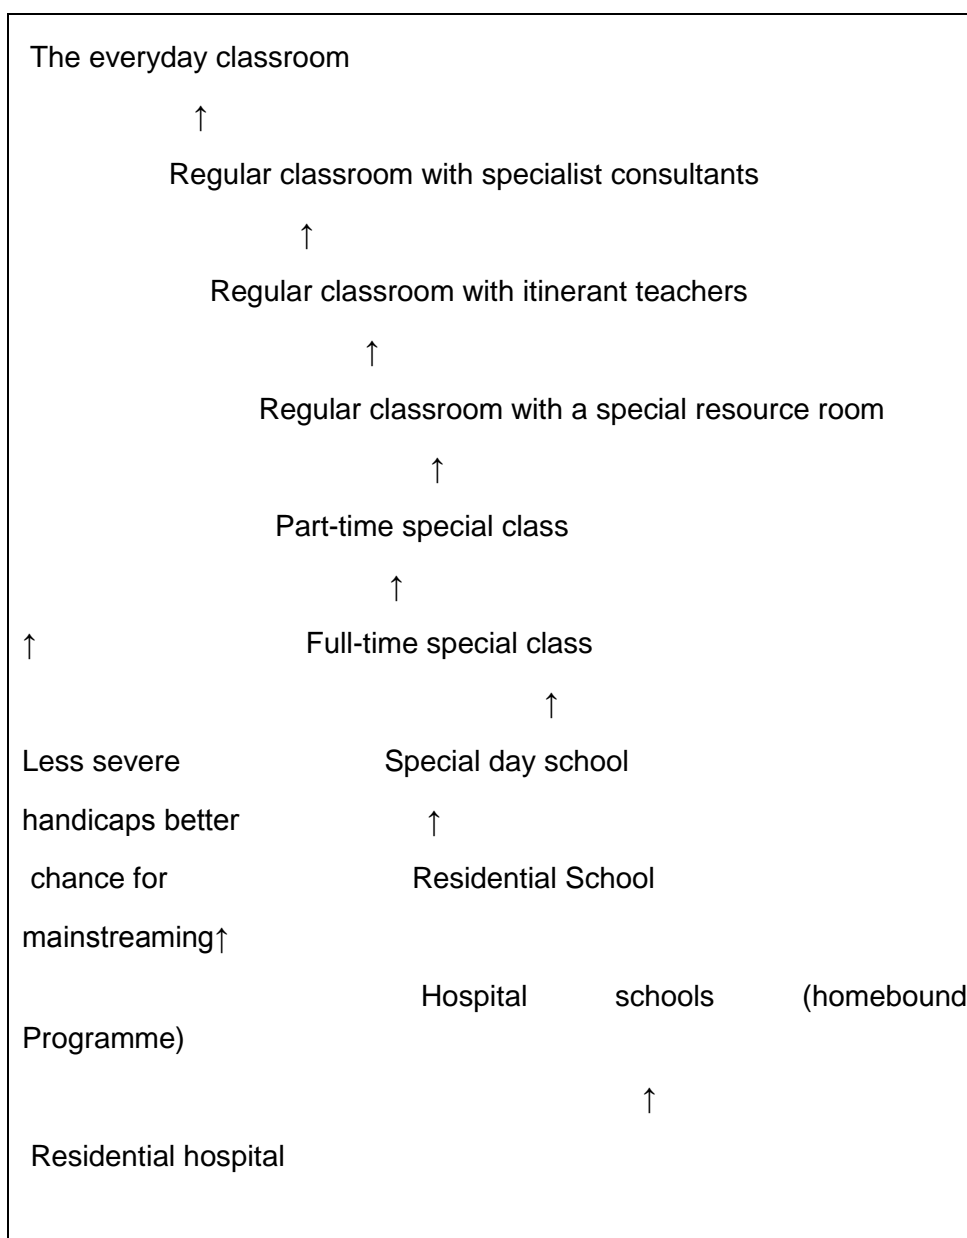 The everyday classroom
↑
Regular classroom with specialist consultants
↑
Regular classroom with itinerant teachers
↑
Regular classroom with a special resource room
↑
Part-time special class
↑
↑ Full-time special class
↑
Less severe Special day school
handicaps better ↑
chance for Residential School
mainstreaming↑
Hospital schools (homebound
Programme)
↑
Residential hospital